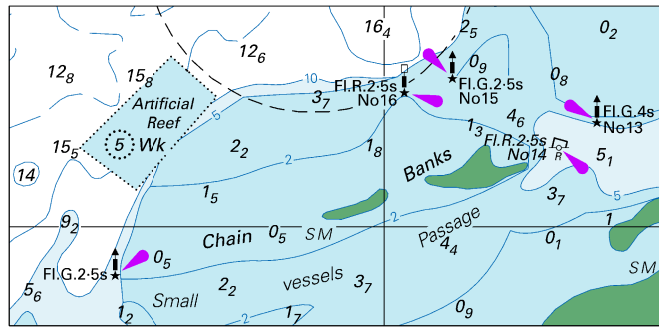 16₄
2₅
0₂
12₈
15₈
12₆
10
0₉
0₈
Fl.R.2·5s
No16
Fl.G.2·5s
No15
Fl.G.4s
No13
Artificial
Reef
5
3₇
4₆
15₅
5
Wk
2₂
2
1₈
1₃
Fl.R.2·5s
No14
R
5₁
14
1₅
Banks
3₇
5
9₂
Chain
0₅
SM
2
Passage
4₄
0₁
1
Fl.G.2·5s
0₅
SM
5₆
Small
2₂
vessels
3₇
1₂
2
1₇
0₉